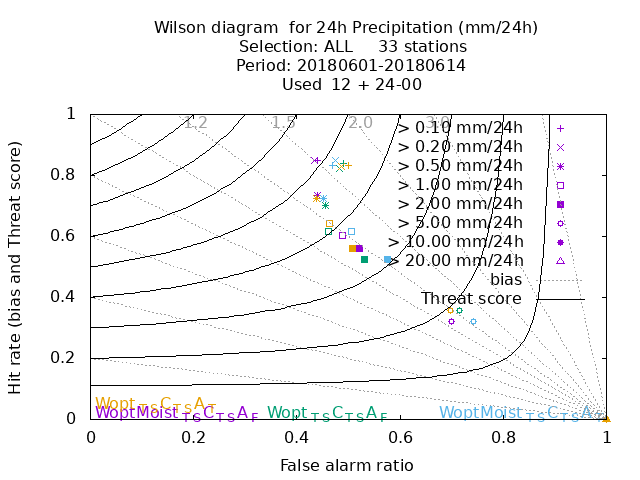 Wilson diagram for 24h Precipitation (mm/24h)
Selection: ALL 33 stations
Period: 20180601-20180614
Used 12 + 24-00
1.2 1.5 2.0 3.0
> 0.10 mm/24h
> 0.20 mm/24h
> 0.50 mm/24h
> 1.00 mm/24h
> 2.00 mm/24h
> 5.00 mm/24h
> 10.00 mm/24h
> 20.00 mm/24h
bias
Threat score
Hit rate (bias and Threat score)
1
0.8
0.6
0.4
0.2
0
Wopt_TS C_TS A_T
WoptMoist_TS C_TS A_F Wopt_TS C_TS A_F WoptMoist_TS C_TS A_T
0 0.2 0.4 0.6 0.8 1
False alarm ratio